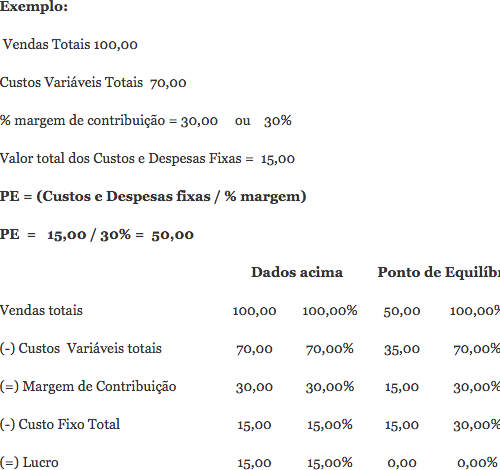 Exemplo:
Vendas Totais 100,00
Custos Variáveis Totais 70,00
% margem de contribuição = 30,00 ou 30%
Valor total dos Custos e Despesas Fixas = 15,00
PE = (Custos e Despesas fixas / % margem)
PE = 15,00 / 30% = 50,00
Dados acima Ponto de Equilíbr
Vendas totais 100,00 100,00% 50,00 100,00%
(-) Custos Variáveis totais 70,00 70,00% 35,00 70,00%
(=) Margem de Contribuição 30,00 30,00% 15,00 30,00%
(-) Custo Fixo Total 15,00 15,00% 15,00 30,00%
(=) Lucro 15,00 15,00% 0,00 0,00%